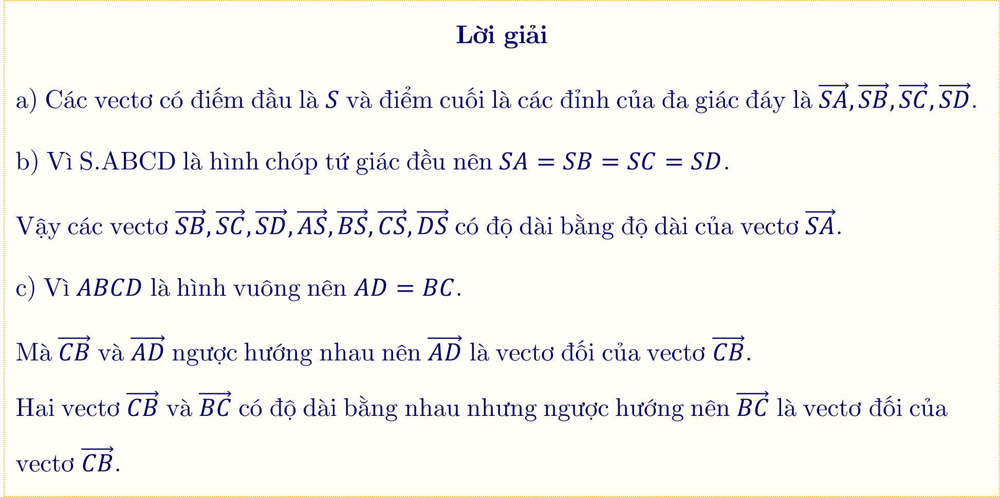 Lời giải
a) Các vectơ có điếm đầu là S và điểm cuối là các đỉnh của đa giác đáy là $\overrightarrow{SA}, \overrightarrow{SB}, \overrightarrow{SC}, \overrightarrow{SD}$.
b) Vì S.ABCD là hình chóp tứ giác đều nên SA = SB = SC = SD.
Vậy các vectơ $\overrightarrow{SB}, \overrightarrow{SC}, \overrightarrow{SD}, \overrightarrow{AS}, \overrightarrow{BS}, \overrightarrow{CS}, \overrightarrow{DS}$ có độ dài bằng độ dài của vectơ $\overrightarrow{SA}$.
c) Vì ABCD là hình vuông nên AD = BC.
Mà $\overrightarrow{CB}$ và $\overrightarrow{AD}$ ngược hướng nhau nên $\overrightarrow{AD}$ là vectơ đối của vectơ $\overrightarrow{CB}$.
Hai vectơ $\overrightarrow{CB}$ và $\overrightarrow{BC}$ có độ dài bằng nhau nhưng ngược hướng nên $\overrightarrow{BC}$ là vectơ đối của
vectơ $\overrightarrow{CB}$.